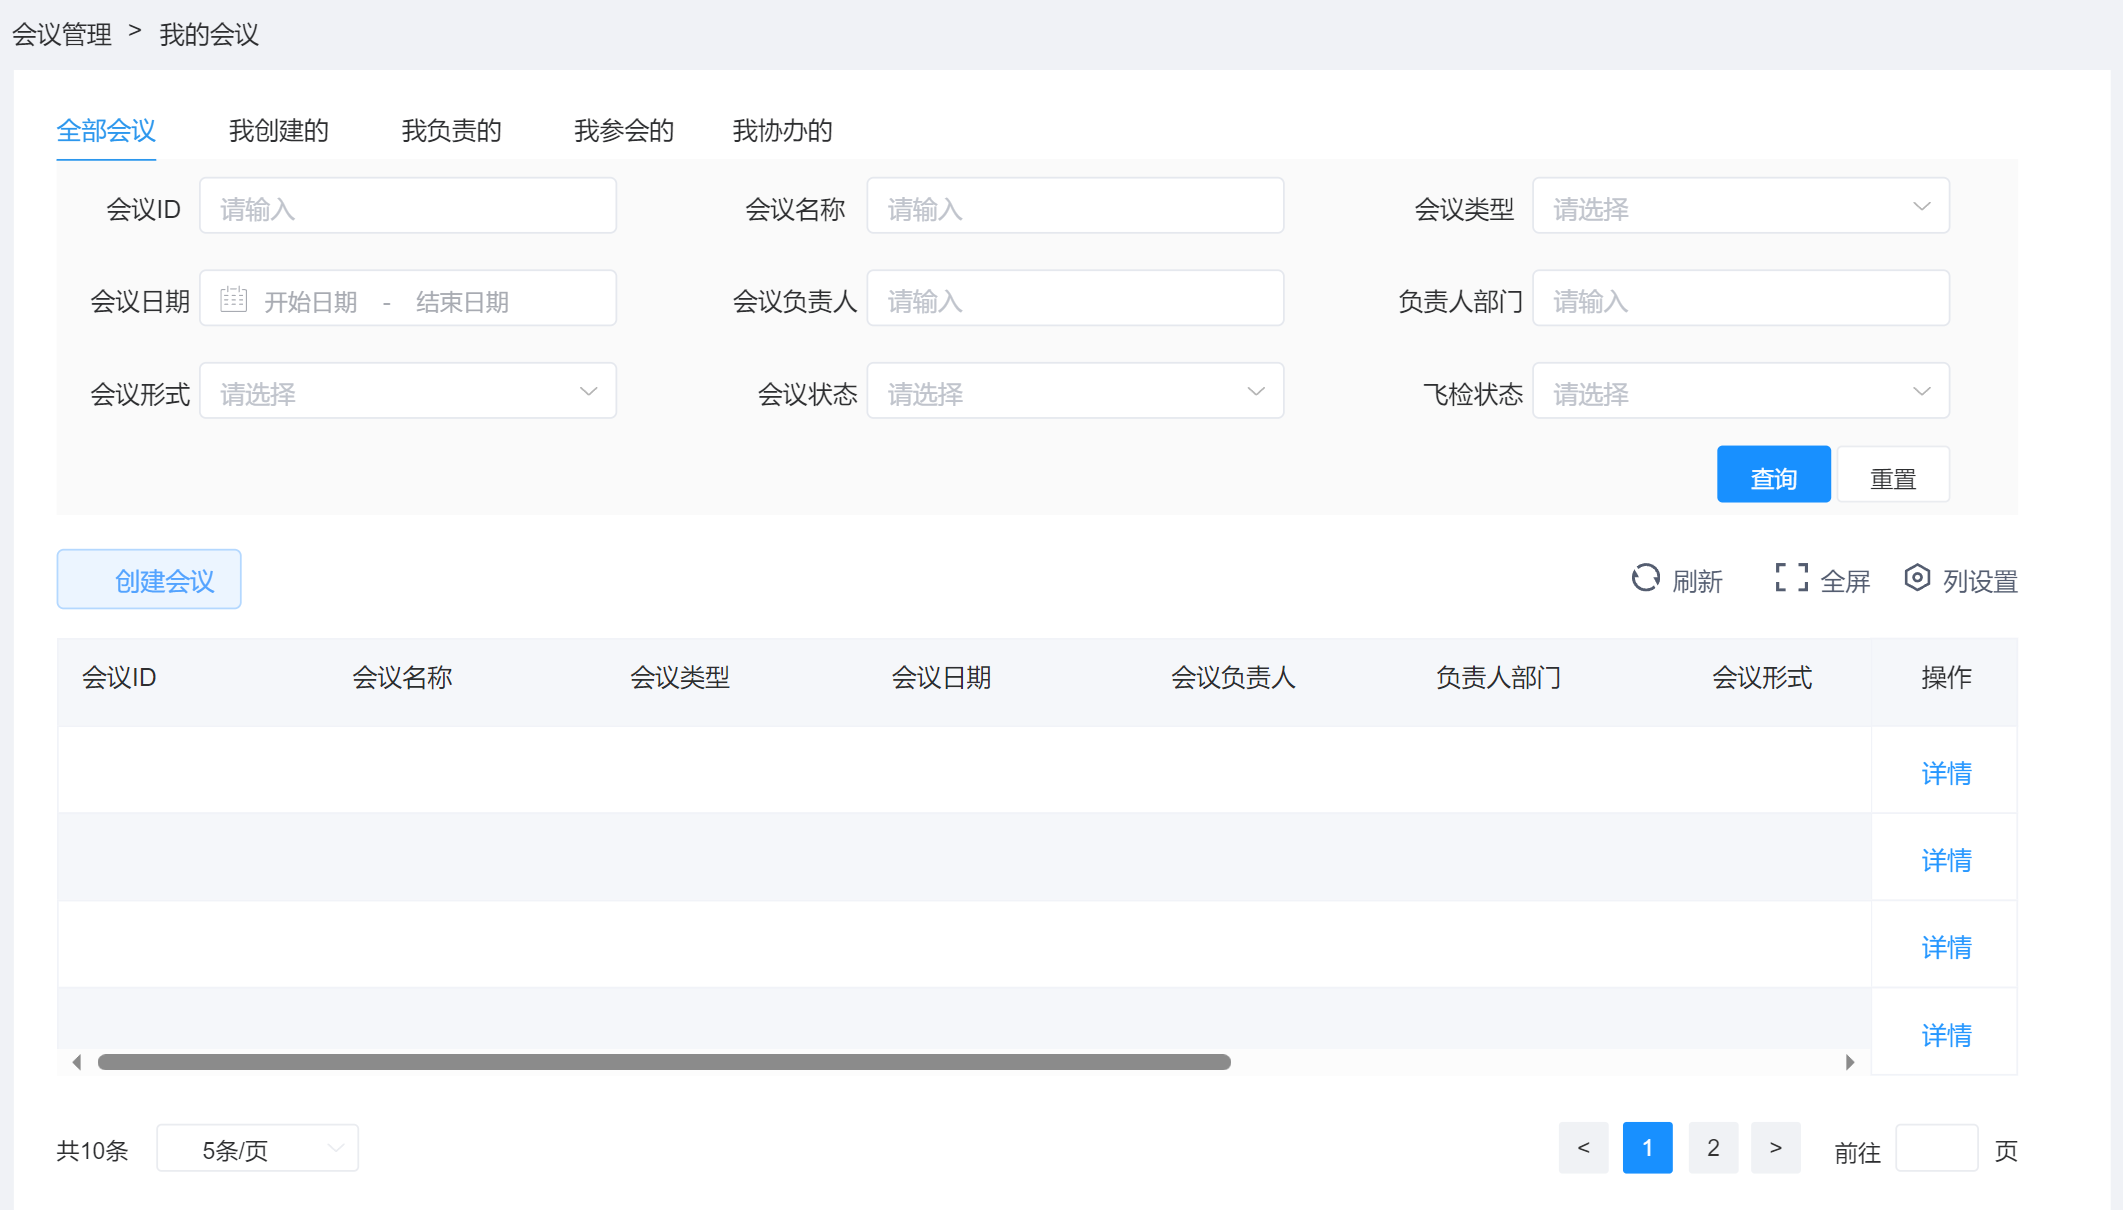 会议管理 > 我的会议
全部会议 我创建的 我负责的 我参会的 我协办的
会议ID 请输入 会议名称 请输入 会议类型 请选择
会议日期 开始日期 - 结束日期 会议负责人 请输入 负责人部门 请输入
会议形式 请选择 会议状态 请选择 飞检状态 请选择
查询 重置
创建会议 刷新 全屏 列设置
会议ID 会议名称 会议类型 会议日期 会议负责人 负责人部门 会议形式 操作
详情
详情
详情
详情
共10条 5条/页 < 1 2 > 前往 页